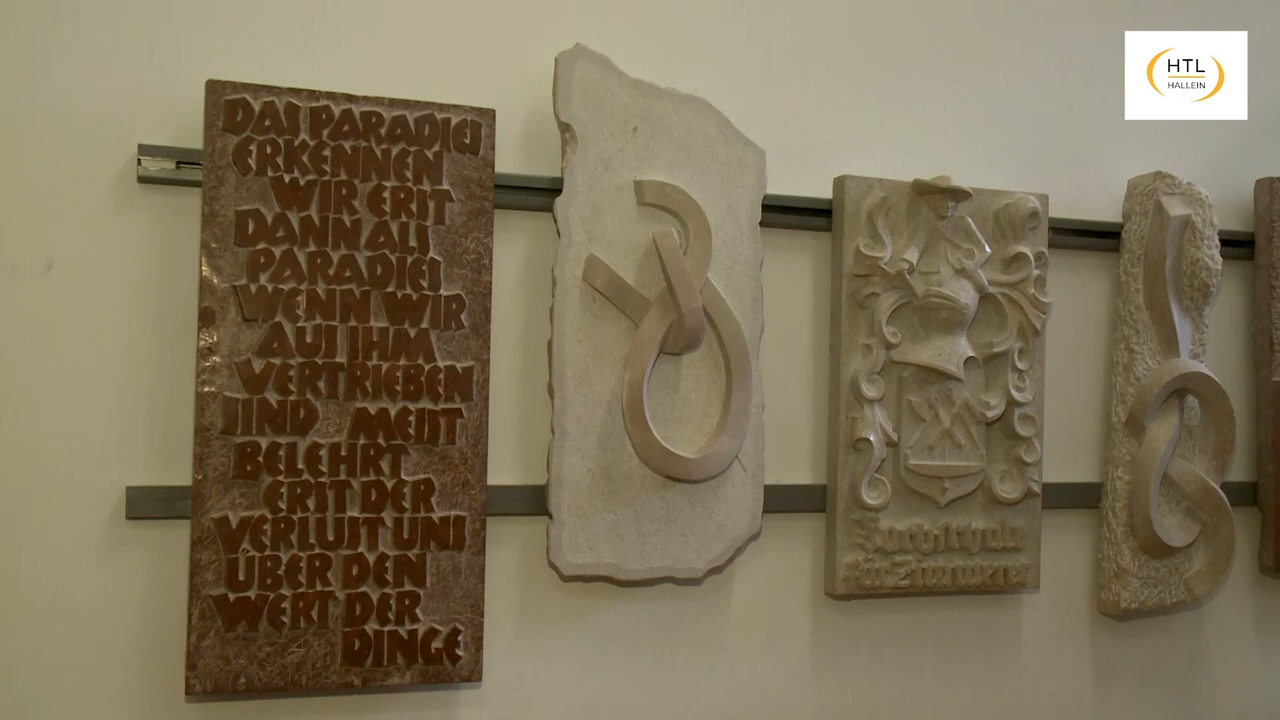 DAS PARADIES
ERKENNEN
WIR ERST
DANN ALS
PARADIES
WENN WIR
AUS IHM
VERTRIEBEN
SIND MEIST
BELEHRT
ERST DER
VERLUST UNS
ÜBER DEN
WERT DER
DINGE
Fachschule
für Zimmerer
HTL
HALLEIN